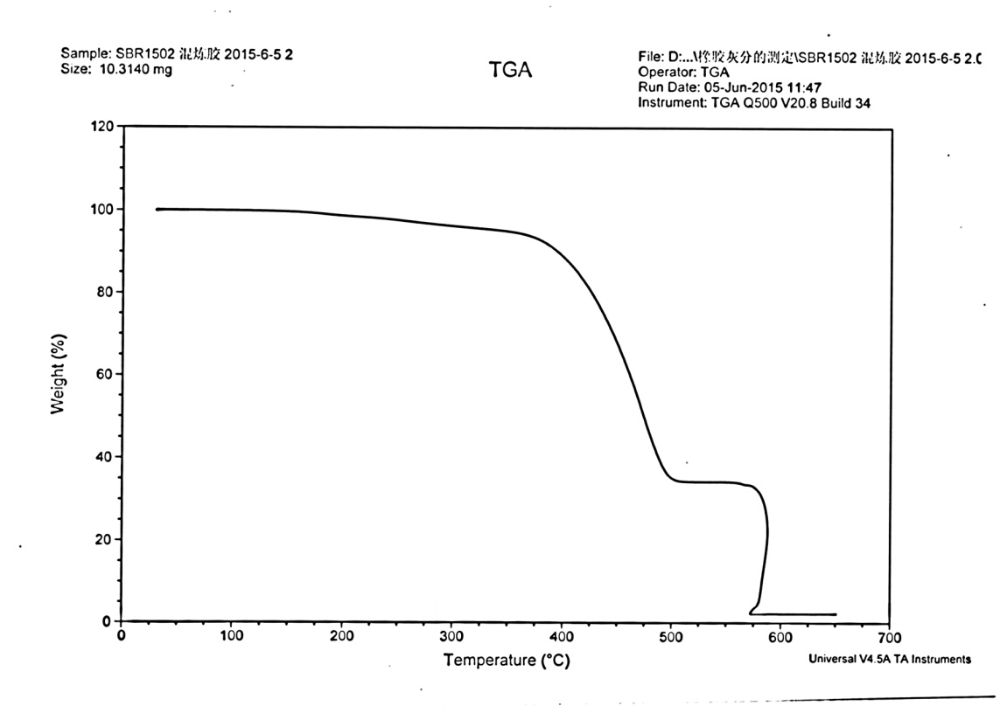 Sample: SBR1502 混炼胶 2015-6-5 2
Size: 10.3140 mg
TGA
File: D:...\橡胶灰分的测定\SBR1502 混炼胶 2015-6-5 2.0
Operator: TGA
Run Date: 05-Jun-2015 11:47
Instrument: TGA Q500 V20.8 Build 34
120
100
80
60
40
20
0
Weight (%)
0 100 200 300 400 500 600 700
Temperature (°C)
Universal V4.5A TA Instruments